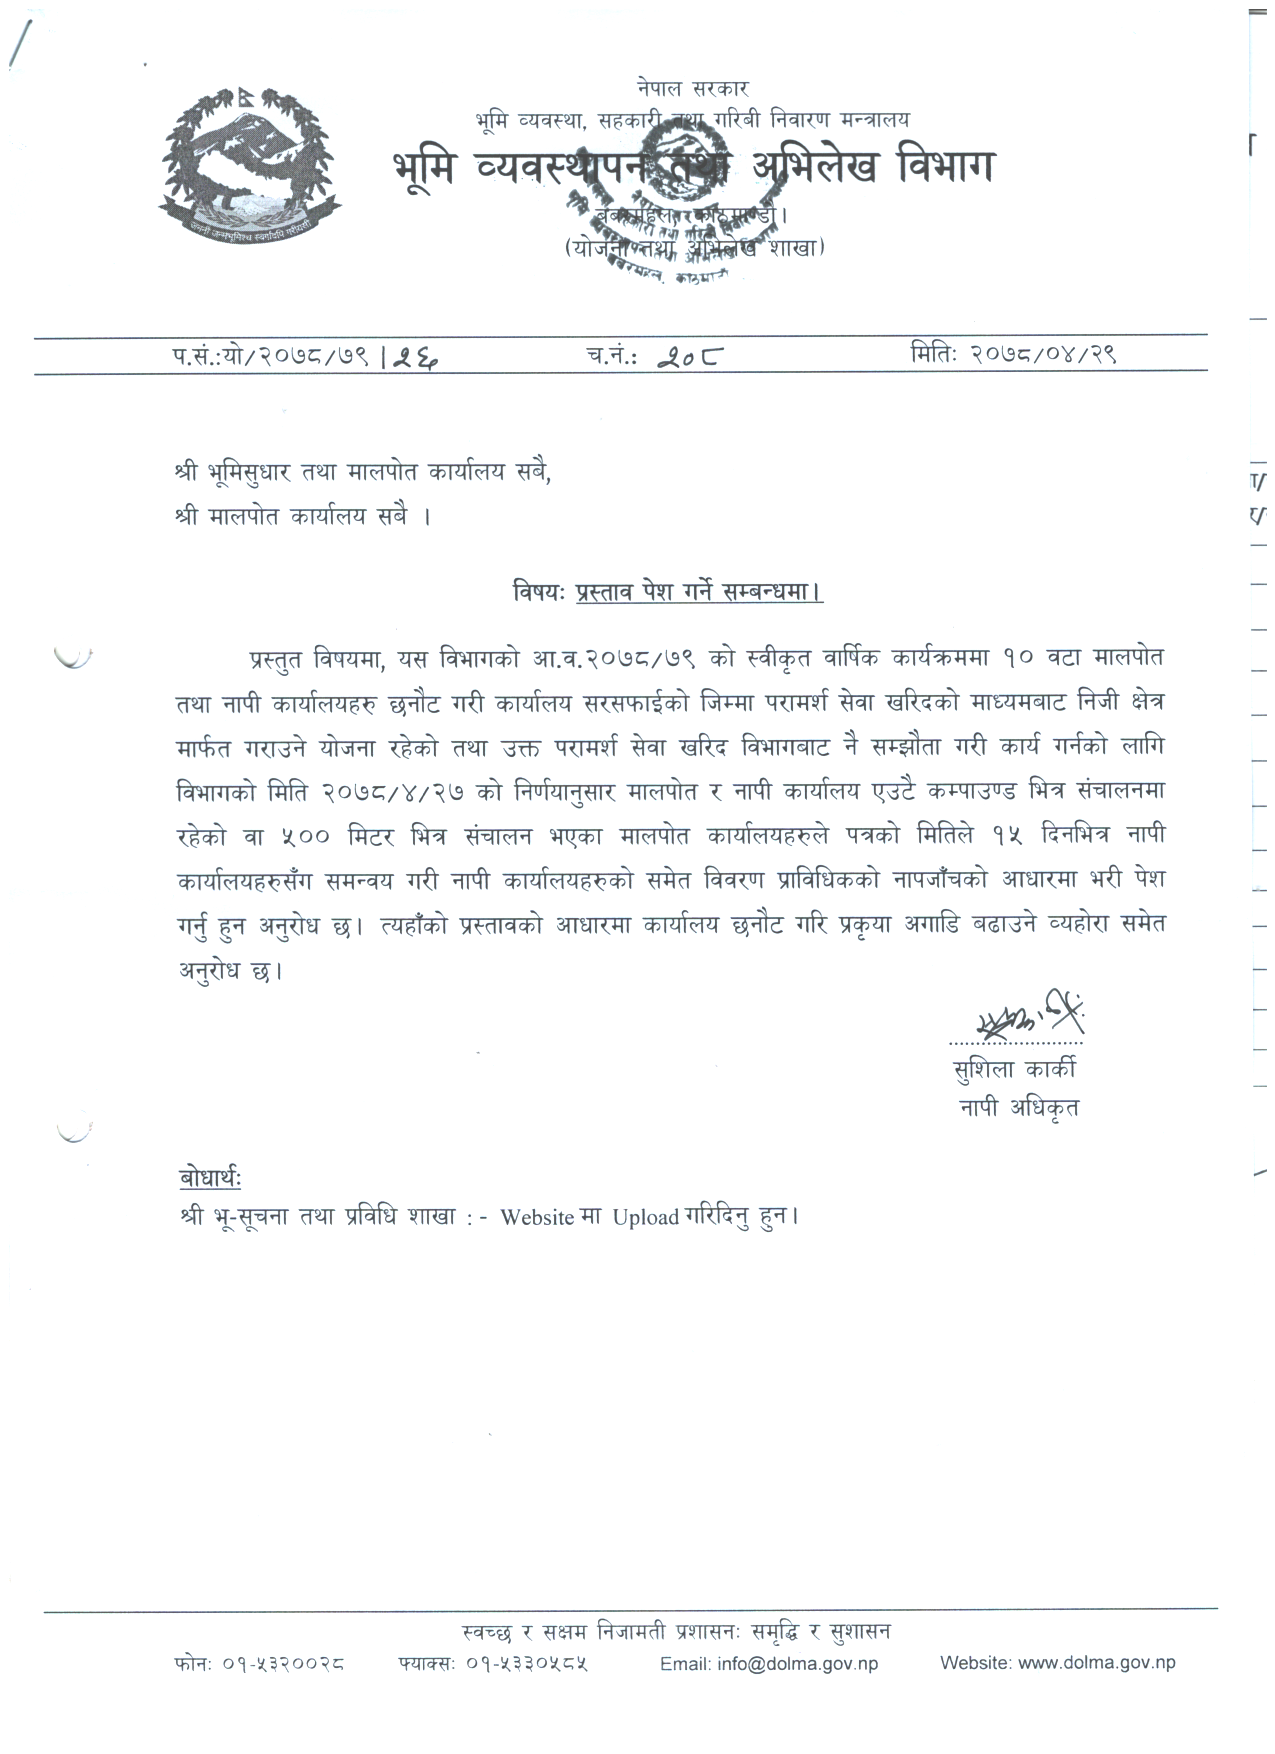 नेपाल सरकार
भूमि व्यवस्था, सहकारी तथा गरिबी निवारण मन्त्रालय
भूमि व्यवस्थापन तथा अभिलेख विभाग
बबरमहल, काठमाण्डौ।
(योजना तथा अभिलेख शाखा)
जननी जन्मभूमिश्च स्वर्गादपि गरीयसी
प.सं.:यो/२०७८/७९।२६ च.नं.: २०८ मितिः २०७८/०४/२९
श्री भूमिसुधार तथा मालपोत कार्यालय सबै,
श्री मालपोत कार्यालय सबै ।
विषयः प्रस्ताव पेश गर्ने सम्बन्धमा।
प्रस्तुत विषयमा, यस विभागको आ.व.२०७८/७९ को स्वीकृत वार्षिक कार्यक्रममा १० वटा मालपोत
तथा नापी कार्यालयहरु छनौट गरी कार्यालय सरसफाईको जिम्मा परामर्श सेवा खरिदको माध्यमबाट निजी क्षेत्र
मार्फत गराउने योजना रहेको तथा उक्त परामर्श सेवा खरिद विभागबाट नै सम्झौता गरी कार्य गर्नको लागि
विभागको मिति २०७८/४/२७ को निर्णयानुसार मालपोत र नापी कार्यालय एउटै कम्पाउण्ड भित्र संचालनमा
रहेको वा ५०० मिटर भित्र संचालन भएका मालपोत कार्यालयहरुले पत्रको मितिले १५ दिनभित्र नापी
कार्यालयहरुसँग समन्वय गरी नापी कार्यालयहरुको समेत विवरण प्राविधिकको नापजाँचको आधारमा भरी पेश
गर्नु हुन अनुरोध छ। त्यहाँको प्रस्तावको आधारमा कार्यालय छनौट गरि प्रकृया अगाडि बढाउने व्यहोरा समेत
अनुरोध छ।
सुशिला कार्की
नापी अधिकृत
बोधार्थः
श्री भू-सूचना तथा प्रविधि शाखा : - Website मा Upload गरिदिनु हुन।
स्वच्छ र सक्षम निजामती प्रशासनः समृद्धि र सुशासन
फोनः ०१-५३२००२८ फ्याक्सः ०१-५३३०५८५ Email: info@dolma.gov.np Website: www.dolma.gov.np